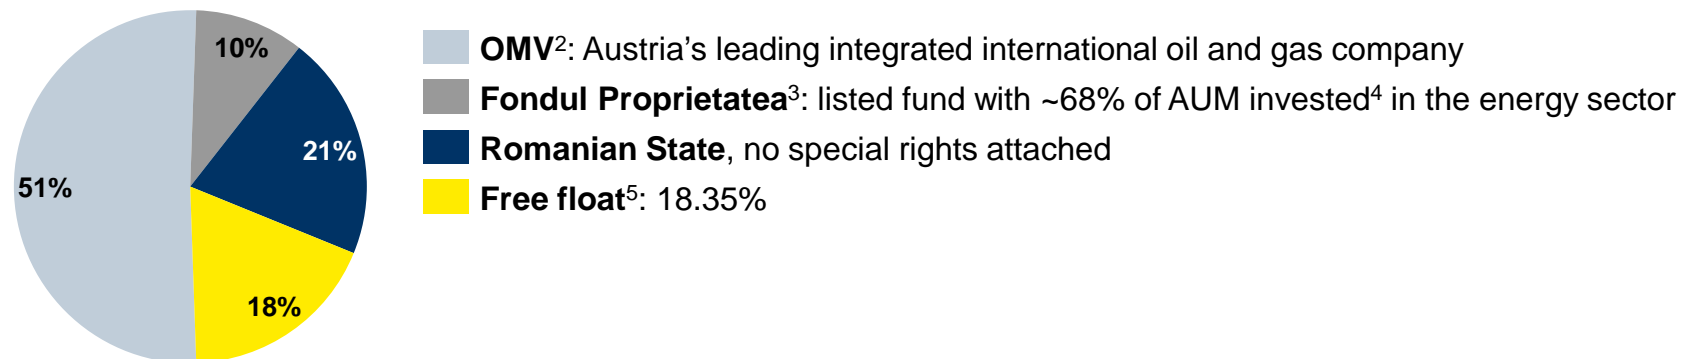 10%
21%
51%
18%
OMV²: Austria’s leading integrated international oil and gas company
Fondul Proprietatea³: listed fund with ~68% of AUM invested⁴ in the energy sector
Romanian State, no special rights attached
Free float⁵: 18.35%